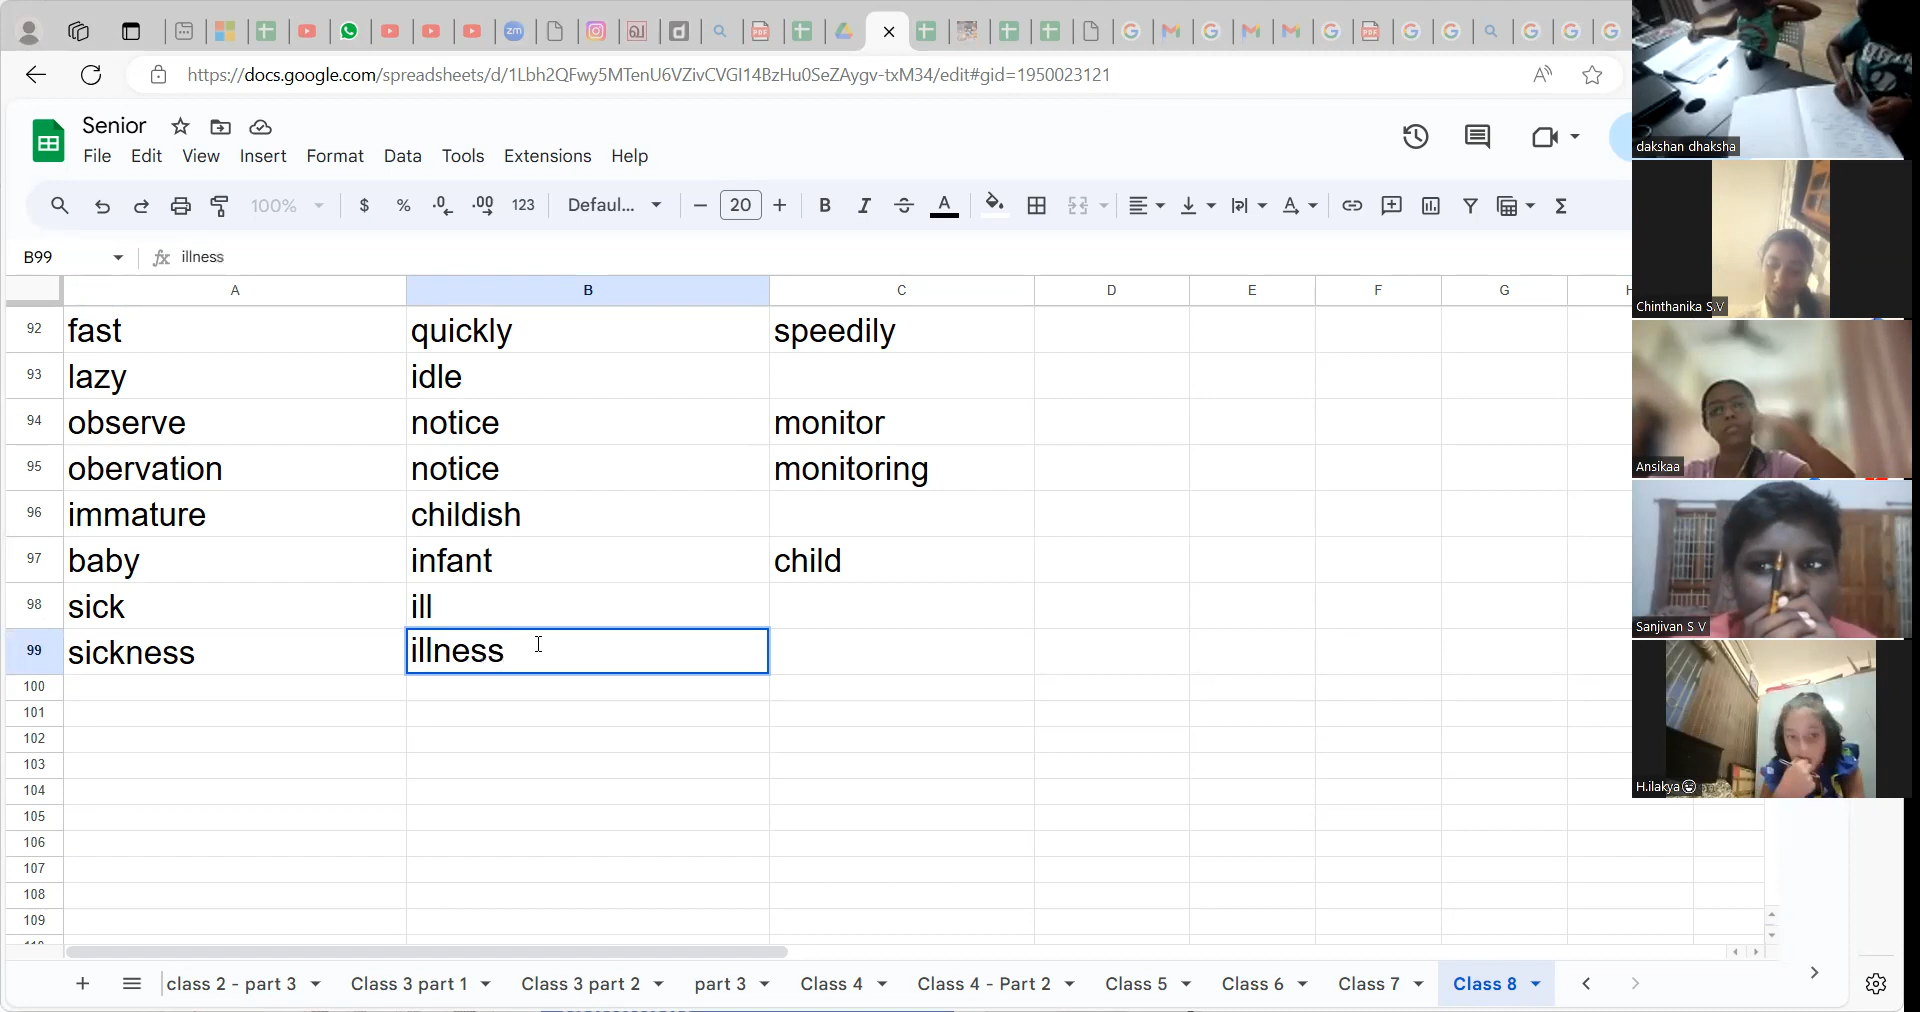 https://docs.google.com/spreadsheets/d/1Lbh2QFwy5MTenU6VZivCVGI14BzHu0SeZAygv-txM34/edit#gid=1950023121
Senior
File Edit View Insert Format Data Tools Extensions Help
100% $ % .0 .00 123 Defaul... 20 B I A
B99 fx illness
A B C D E F G H
92 fast quickly speedily
93 lazy idle
94 observe notice monitor
95 obervation notice monitoring
96 immature childish
97 baby infant child
98 sick ill
99 sickness illness
100
101
102
103
104
105
106
107
108
109
110
class 2 - part 3 Class 3 part 1 Class 3 part 2 part 3 Class 4 Class 4 - Part 2 Class 5 Class 6 Class 7 Class 8
dakshan dhaksha
Chinthanika S.V
Ansikaa
Sanjivan S V
H.ilakya